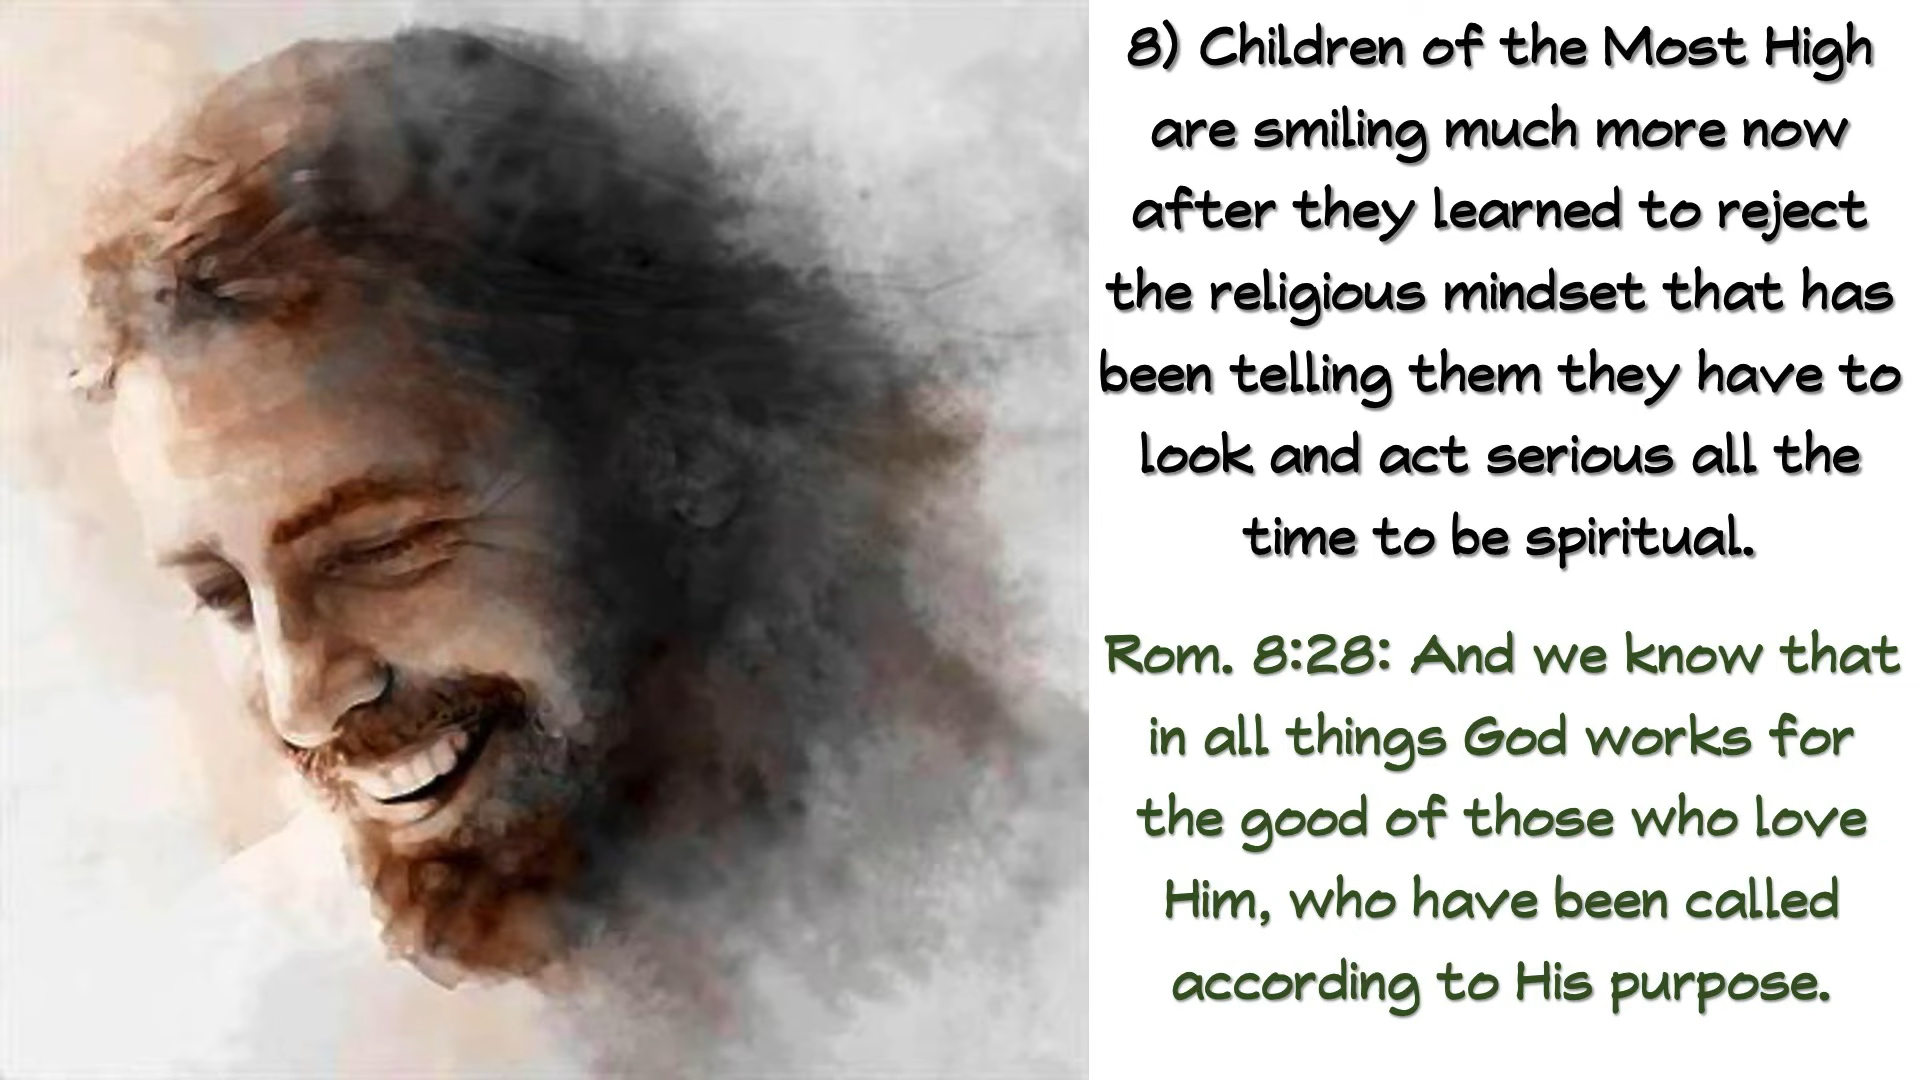 8) Children of the Most High
are smiling much more now
after they learned to reject
the religious mindset that has
been telling them they have to
look and act serious all the
time to be spiritual.
Rom. 8:28: And we know that
in all things God works for
the good of those who love
Him, who have been called
according to His purpose.